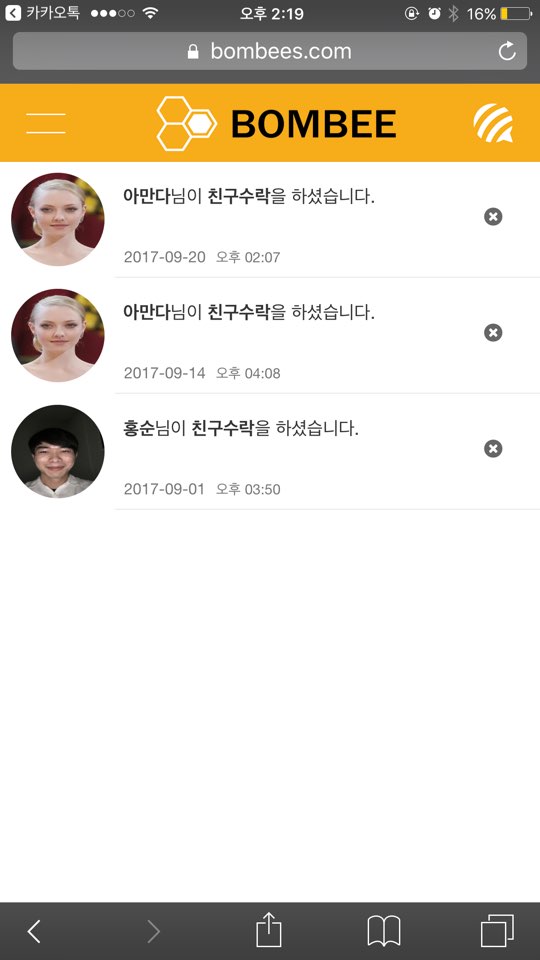 카카오톡 오후 2:19 16%
bombees.com
BOMBEE
아만다님이 친구수락을 하셨습니다.
2017-09-20 오후 02:07
아만다님이 친구수락을 하셨습니다.
2017-09-14 오후 04:08
홍순님이 친구수락을 하셨습니다.
2017-09-01 오후 03:50